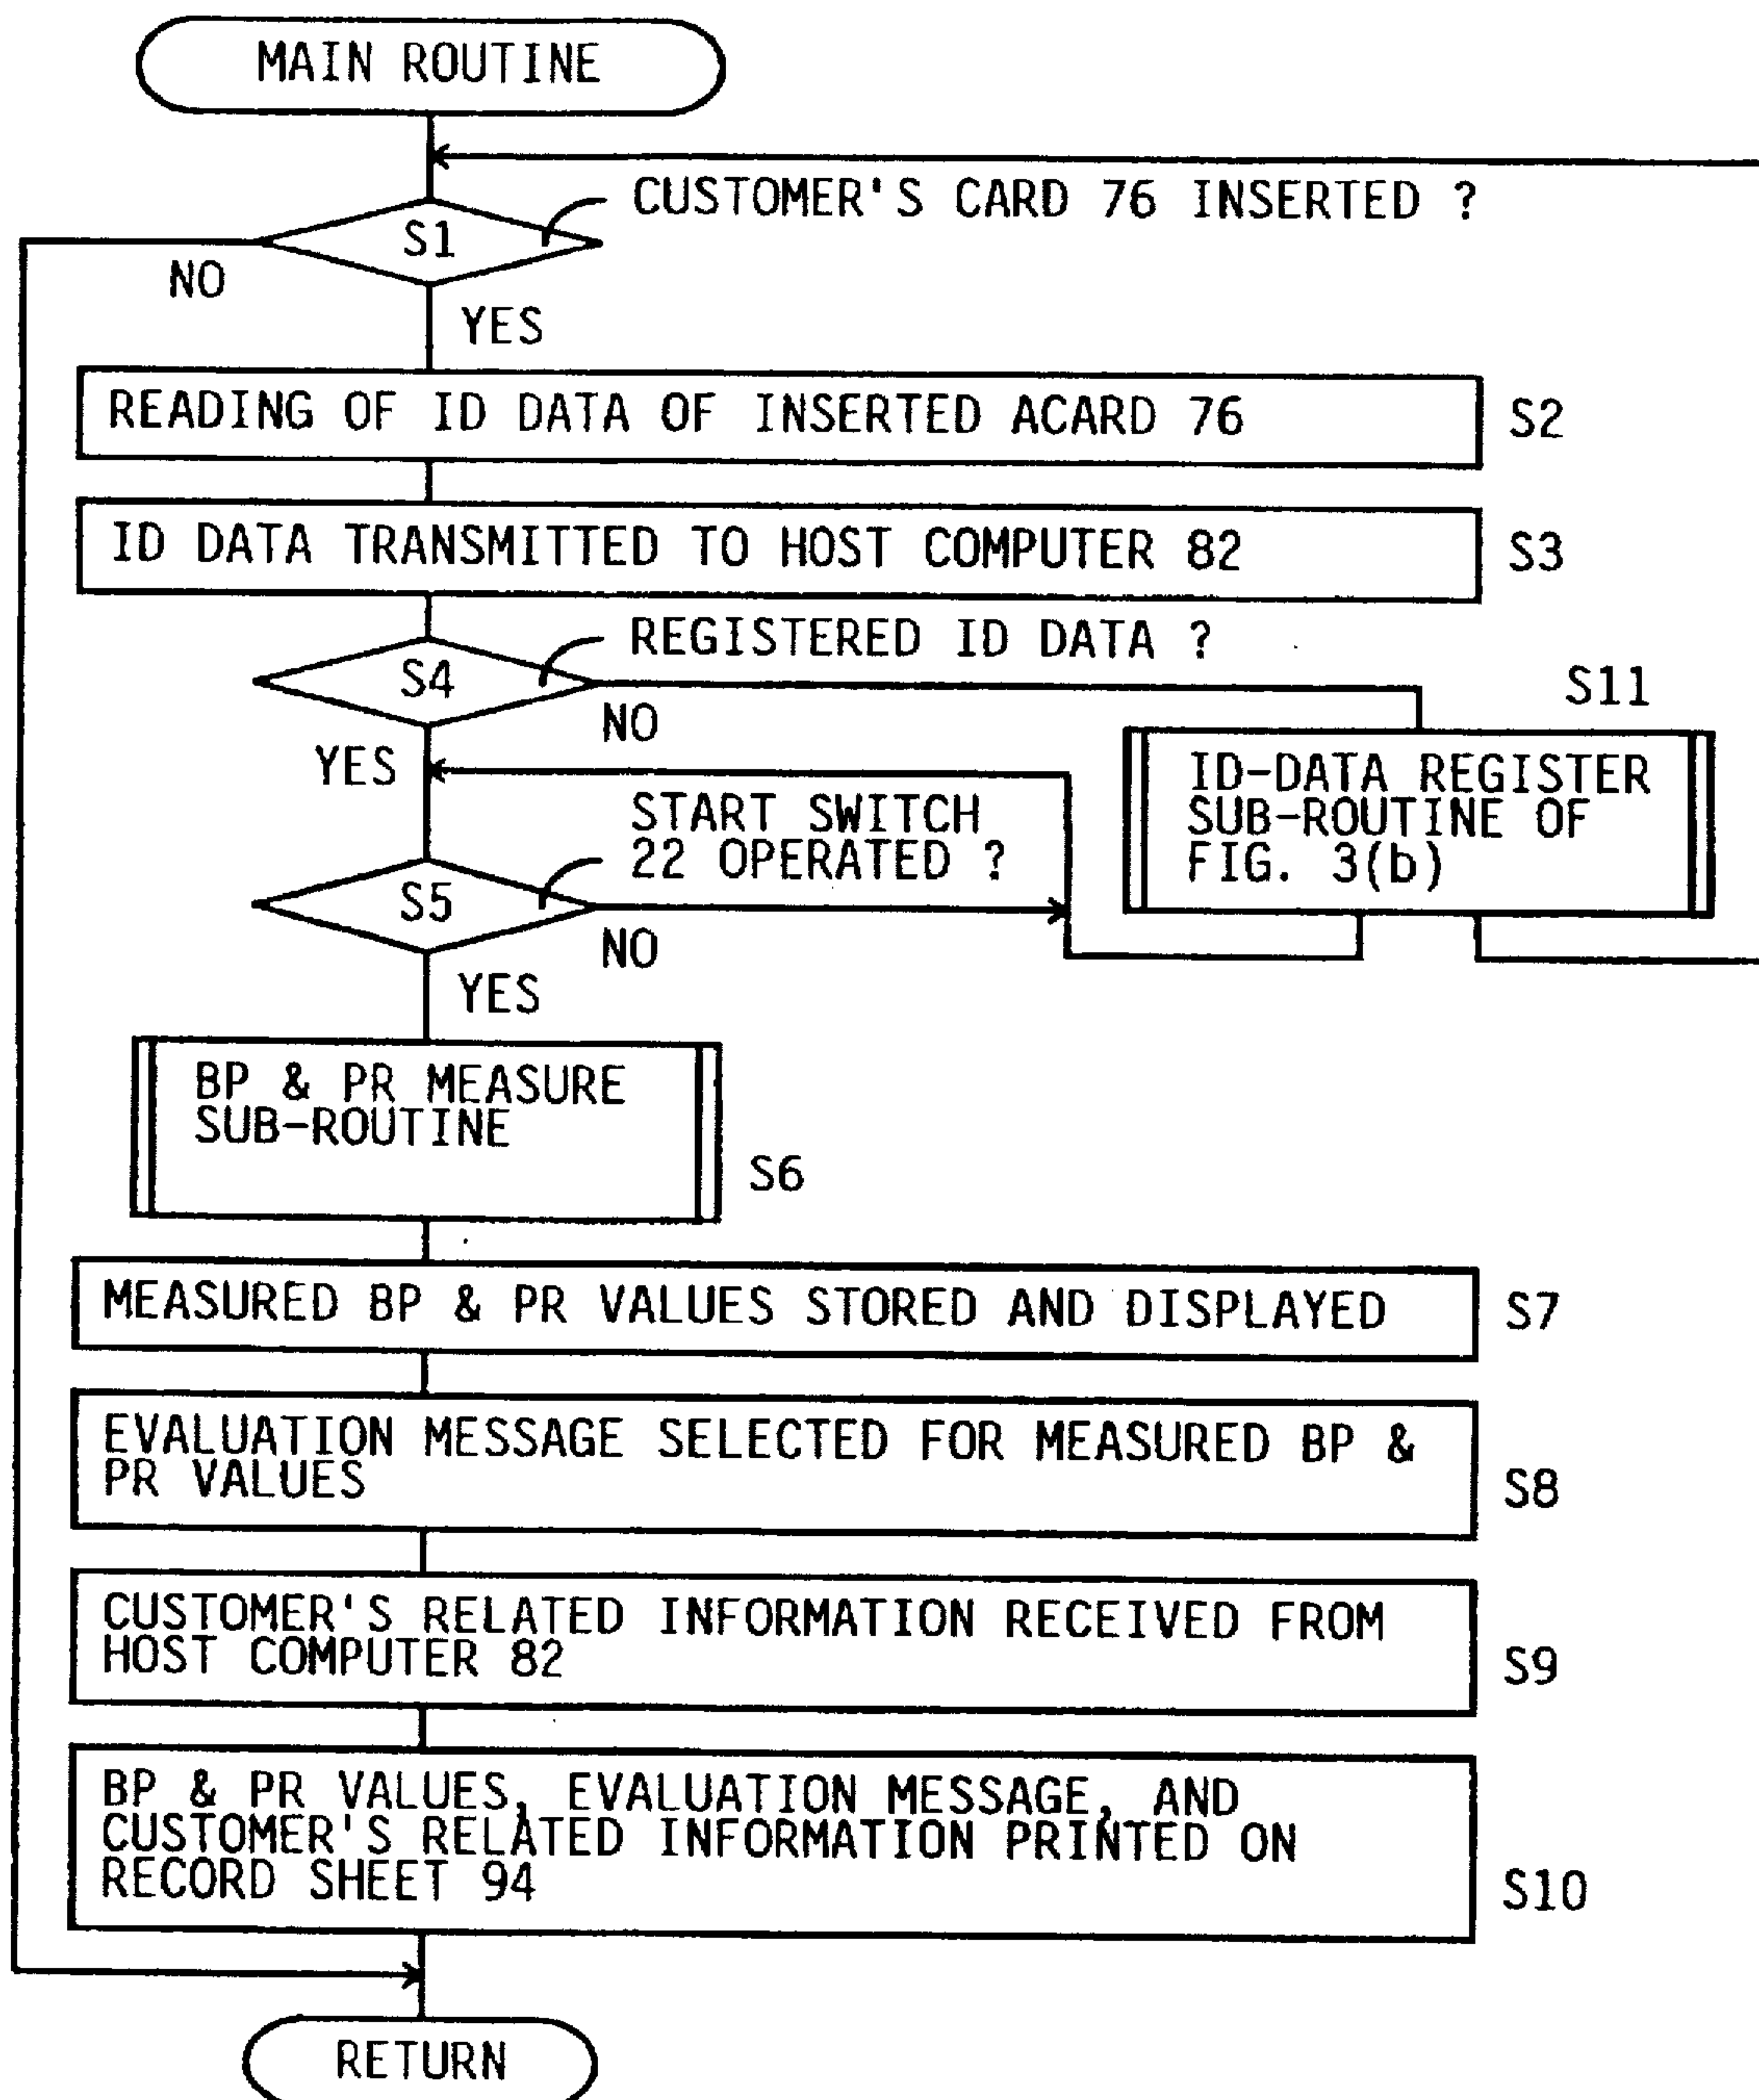 MAIN ROUTINE
CUSTOMER'S CARD 76 INSERTED ?
S1
NO
YES
READING OF ID DATA OF INSERTED ACARD 76
S2
ID DATA TRANSMITTED TO HOST COMPUTER 82
S3
REGISTERED ID DATA ?
S4
NO
S11
YES
ID-DATA REGISTER
SUB-ROUTINE OF
FIG. 3(b)
START SWITCH
22 OPERATED ?
S5
NO
YES
BP & PR MEASURE
SUB-ROUTINE
S6
MEASURED BP & PR VALUES STORED AND DISPLAYED
S7
EVALUATION MESSAGE SELECTED FOR MEASURED BP &
PR VALUES
S8
CUSTOMER'S RELATED INFORMATION RECEIVED FROM
HOST COMPUTER 82
S9
BP & PR VALUES, EVALUATION MESSAGE, AND
CUSTOMER'S RELATED INFORMATION PRINTED ON
RECORD SHEET 94
S10
RETURN